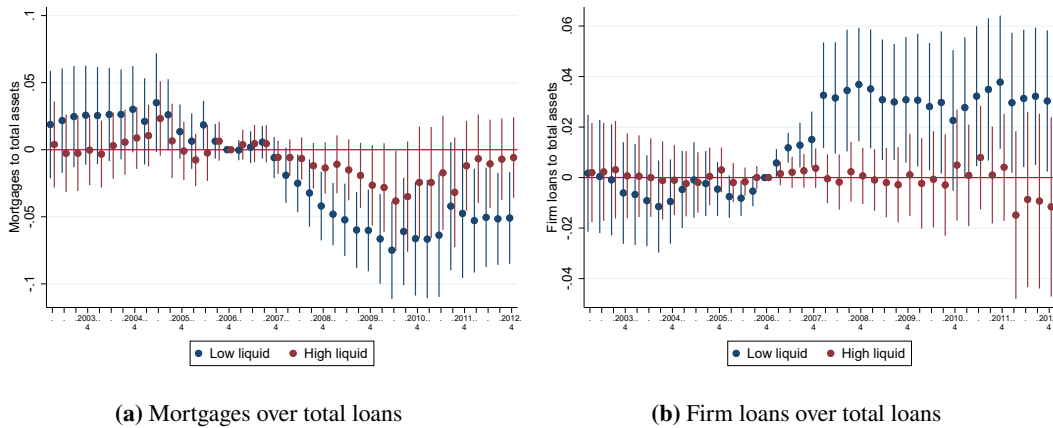 Mortgages to total assets
.1
.05
0
-.05
-.1
. . .2003.. .2004.. .2005.. .2006.. .2007.. .2008.. .2009.. .2010.. .2011.. .2012.
4 4 4 4 4 4 4 4 4 4
Low liquid High liquid
(a) Mortgages over total loans
Firm loans to total assets
.06
.04
.02
0
-.02
-.04
. . .2003.. .2004.. .2005.. .2006.. .2007.. .2008.. .2009.. .2010.. .2011..
4 4 4 4 4 4 4 4 4 4
Low liquid High liquid
(b) Firm loans over total loans